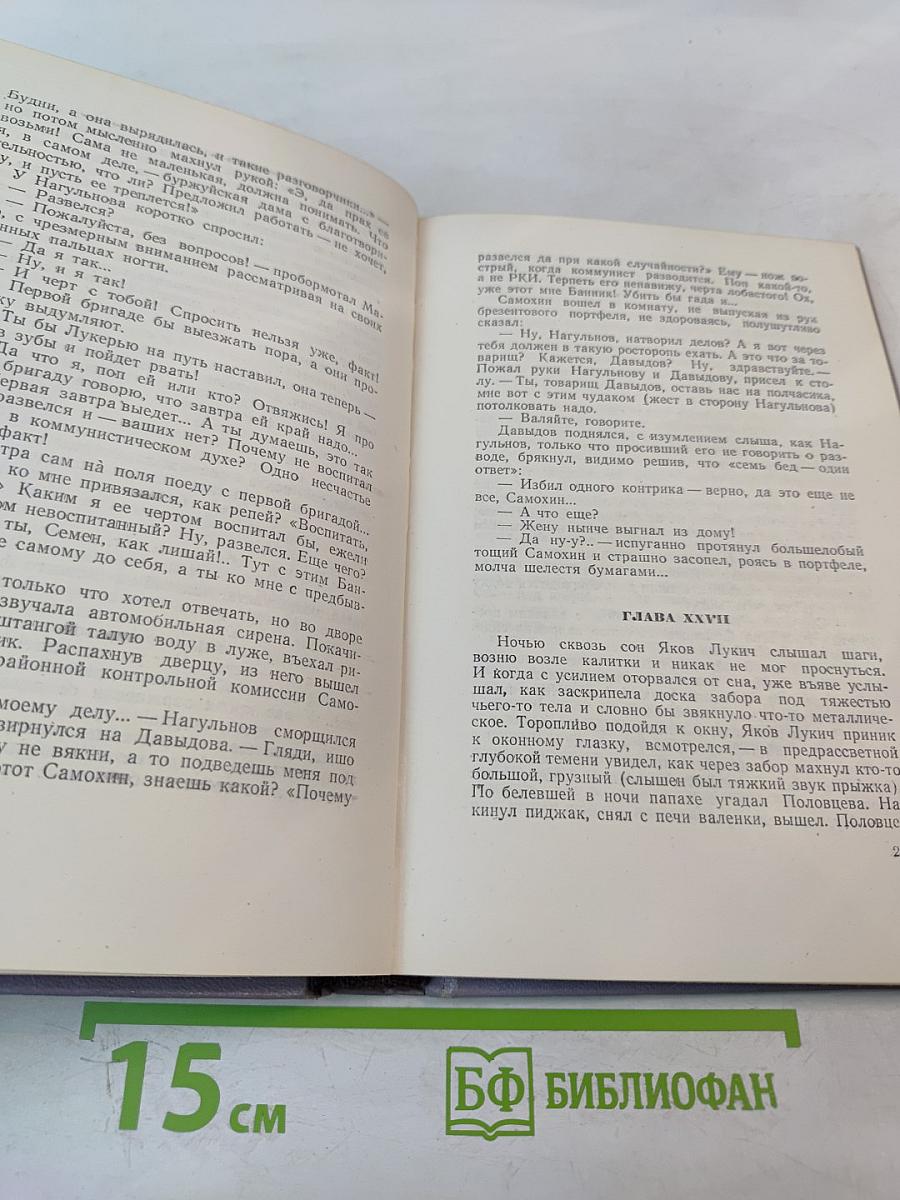 Будни, а она вырядилась, и такие разговорчики...» —
но потом мысленно махнул рукой: «Э, да прах ее
возьми! Сама не маленькая, должна понимать. Что
я, в самом деле, — буржуйская дама с благотвори-
тельностью, что ли? Предложил работать — не хочет,
у, и пусть ее треплется!»
У Нагульнова коротко спросил:
— Развелся?
— Пожалуйста, без вопросов! — пробормотал Ма-
, с чрезмерным вниманием рассматривая на своих
нных пальцах ногти.
— Да я так...
— Ну, и я так!
— И черт с тобой! Спросить нельзя уже, факт!
Первой бригаде бы выезжать пора, а они про-
ку выдумляют.
Ты бы Лукерью на путь наставил, она теперь —
в зубы и пойдет рвать!
Да что я, поп ей или кто? Отвяжись! Я про
бригаду говорю, что завтра ей край надо...
ервая завтра выедет... А ты думаешь, это так
развелся и — ваших нет? Почему не воспитал
в коммунистическом духе? Одно несчастье
факт!
тра сам на поля поеду с первой бригадой...
ко мне привязался, как репей? «Воспитать,
» Каким я ее чертом воспитал бы, ежели
ом невоспитанный? Ну, развелся. Еще чего?
ты, Семен, как лишай!.. Тут с этим Бан-
е самому до себя, а ты ко мне с предбыв-
только что хотел отвечать, но во дворе
звучала автомобильная сирена. Покачи-
штангой талую воду в луже, въехал ри-
ик. Распахнув дверцу, из него вышел
районной контрольной комиссии Само-
моему делу... — Нагульнов сморщился
зирнулся на Давыдова. — Гляди, ишо
у не вякни, а то подведешь меня под
этот Самохин, знаешь какой? «Почему
развелся да при какой случайности?» Ему — нож во-
стрый, когда коммунист разводится. Поп какой-то,
а не РКИ. Терпеть его ненавижу, черта лобастого! Ох,
уже этот мне Банник! Убить бы гада и...»
Самохин вошел в комнату, не выпуская из рук
брезентового портфеля, не здороваясь, полушутливо
сказал:
— Ну, Нагульнов, натворил делов? А я вот через
тебя должен в такую росторопь ехать. А это что за то-
варищ? Кажется, Давыдов? Ну, здравствуйте. —
Пожал руки Нагульнову и Давыдову, присел к сто-
лу. — Ты, товарищ Давыдов, оставь нас на полчасика,
мне вот с этим чудаком (жест в сторону Нагульнова)
потолковать надо.
— Валяйте, говорите.
Давыдов поднялся, с изумлением слыша, как На-
гульнов, только что просивший его не говорить о раз-
воде, брякнул, видимо решив, что «семь бед — один
ответ»:
— Избил одного контрика — верно, да это еще не
все, Самохин...
— А что еще?
— Жену нынче выгнал из дому!
— Да ну-у?.. — испуганно протянул большелобый
тощий Самохин и страшно засопел, роясь в портфеле,
молча шелестя бумагами...
ГЛАВА XXVII
Ночью сквозь сон Яков Лукич слышал шаги,
возню возле калитки и никак не мог проснуться.
И когда с усилием оторвался от сна, уже въяве услы-
шал, как заскрипела доска забора под тяжестью
чьего-то тела и словно бы звякнуло что-то металличе-
ское. Торопливо подойдя к окну, Яков Лукич приник
к оконному глазку, всмотрелся, — в предрассветной
глубокой темени увидел, как через забор махнул кто-то
большой, грузный (слышен был тяжкий звук прыжка)
По белевшей в ночи папахе угадал Половцева. На
кинул пиджак, снял с печи валенки, вышел. Половце
2
15 см
БФ БИБЛИОФАН